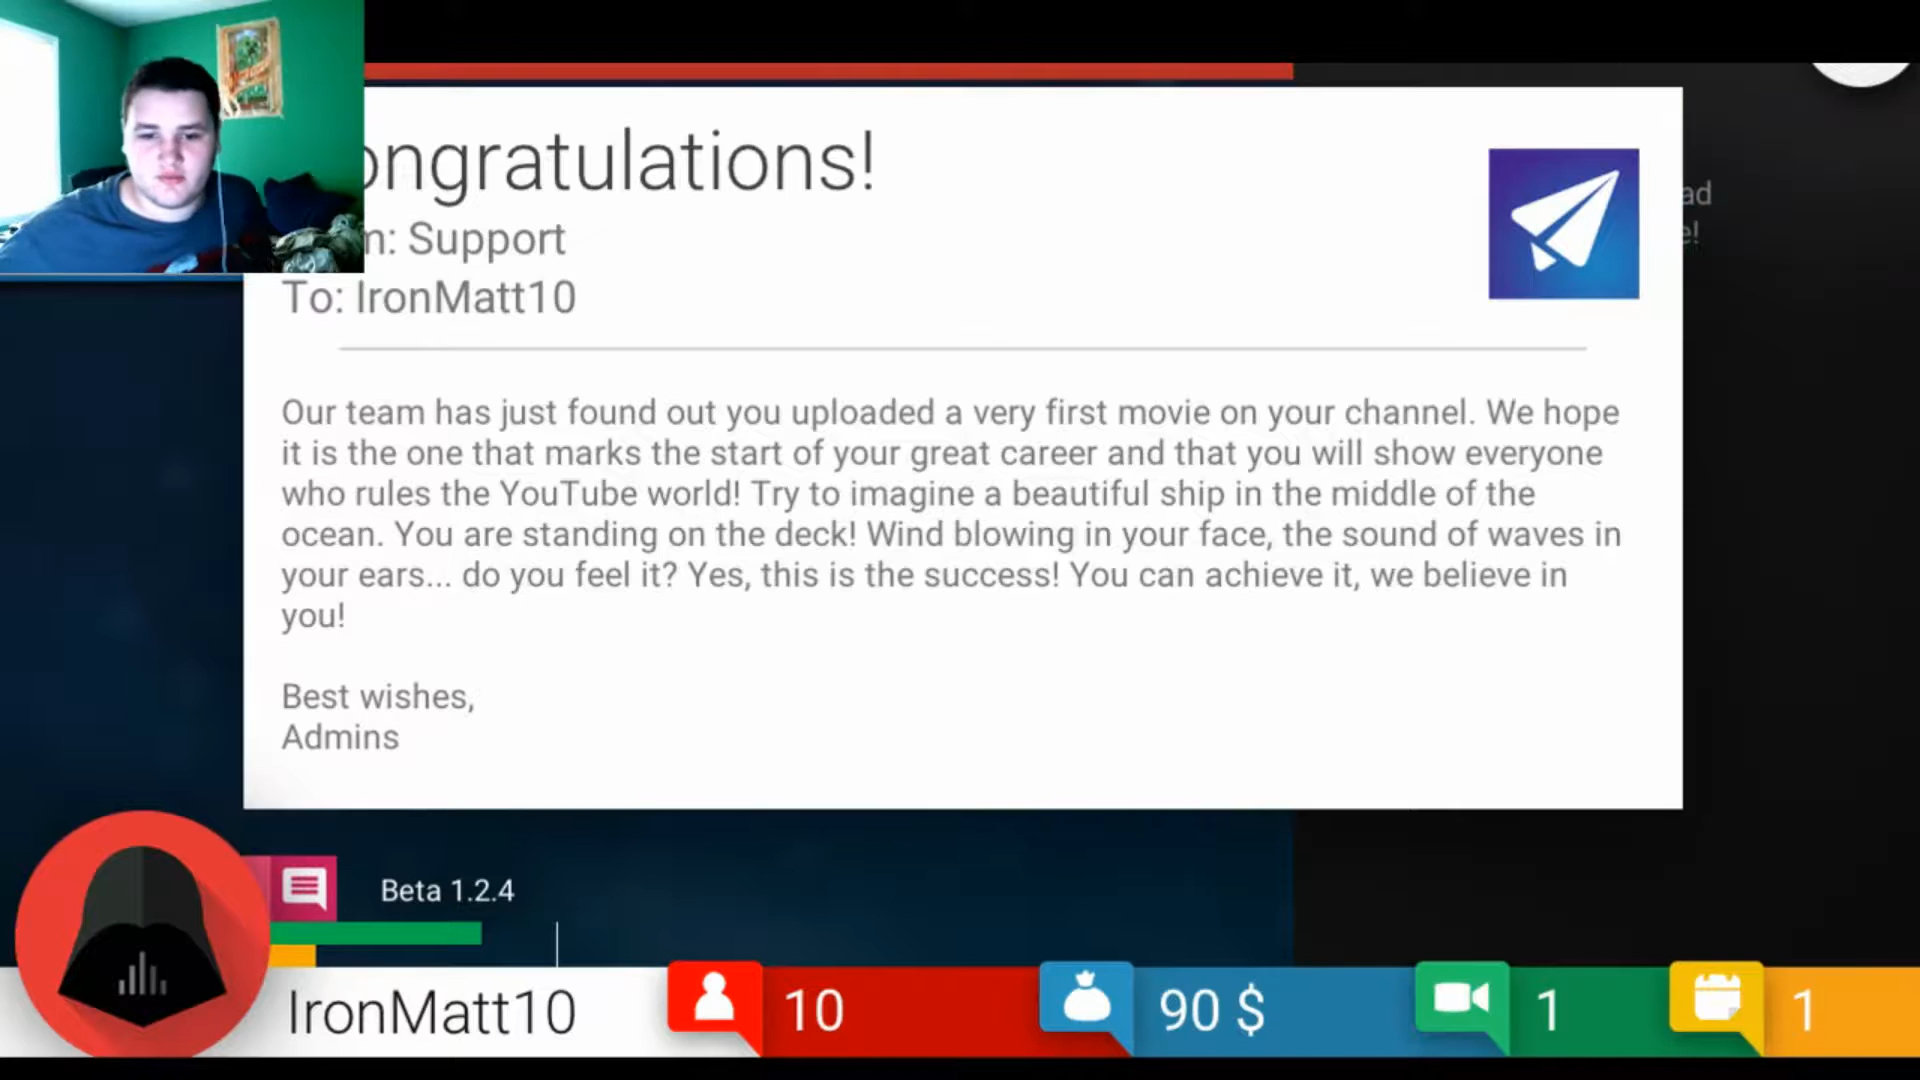 ongratulations!
m: Support
To: IronMatt10
ad
e!
Our team has just found out you uploaded a very first movie on your channel. We hope
it is the one that marks the start of your great career and that you will show everyone
who rules the YouTube world! Try to imagine a beautiful ship in the middle of the
ocean. You are standing on the deck! Wind blowing in your face, the sound of waves in
your ears... do you feel it? Yes, this is the success! You can achieve it, we believe in
you!
Best wishes,
Admins
Beta 1.2.4
IronMatt10
10
90 $
1
1